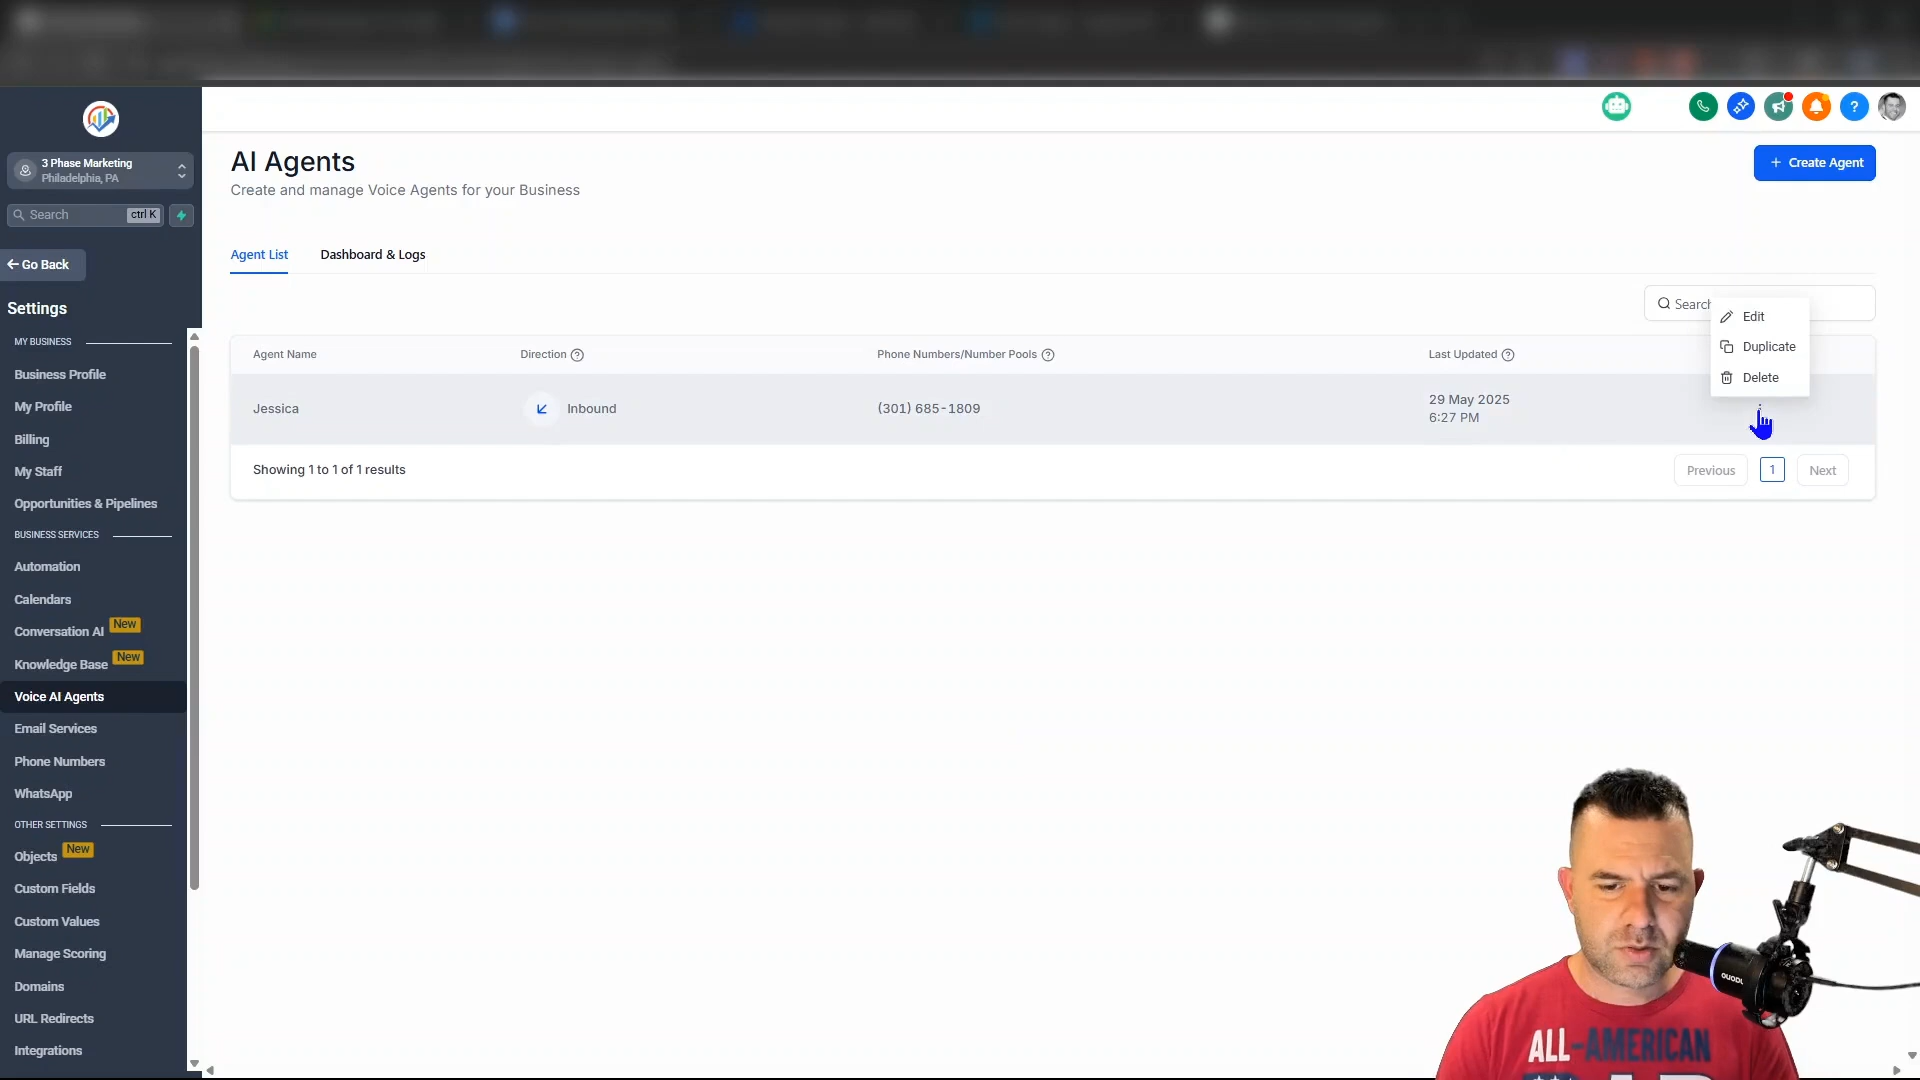 3 Phase Marketing
Philadelphia, PA
Search
ctrl K
Go Back
Settings
MY BUSINESS
Business Profile
My Profile
Billing
My Staff
Opportunities & Pipelines
BUSINESS SERVICES
Automation
Calendars
Conversation AI New
Knowledge Base New
Voice AI Agents
Email Services
Phone Numbers
WhatsApp
OTHER SETTINGS
Objects New
Custom Fields
Custom Values
Manage Scoring
Domains
URL Redirects
Integrations
AI Agents
Create and manage Voice Agents for your Business
+ Create Agent
Agent List
Dashboard & Logs
Search
Edit
Duplicate
Delete
Agent Name
Direction
Phone Numbers/Number Pools
Last Updated
Jessica
Inbound
(301) 685-1809
29 May 2025
6:27 PM
Showing 1 to 1 of 1 results
Previous
1
Next
ALL-AMERICAN